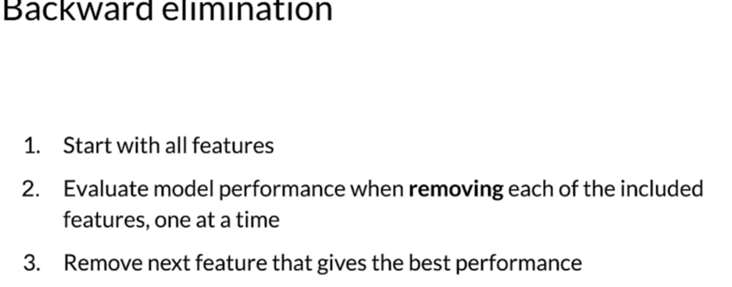 Backward elimination
1. Start with all features
2. Evaluate model performance when removing each of the included
features, one at a time
3. Remove next feature that gives the best performance